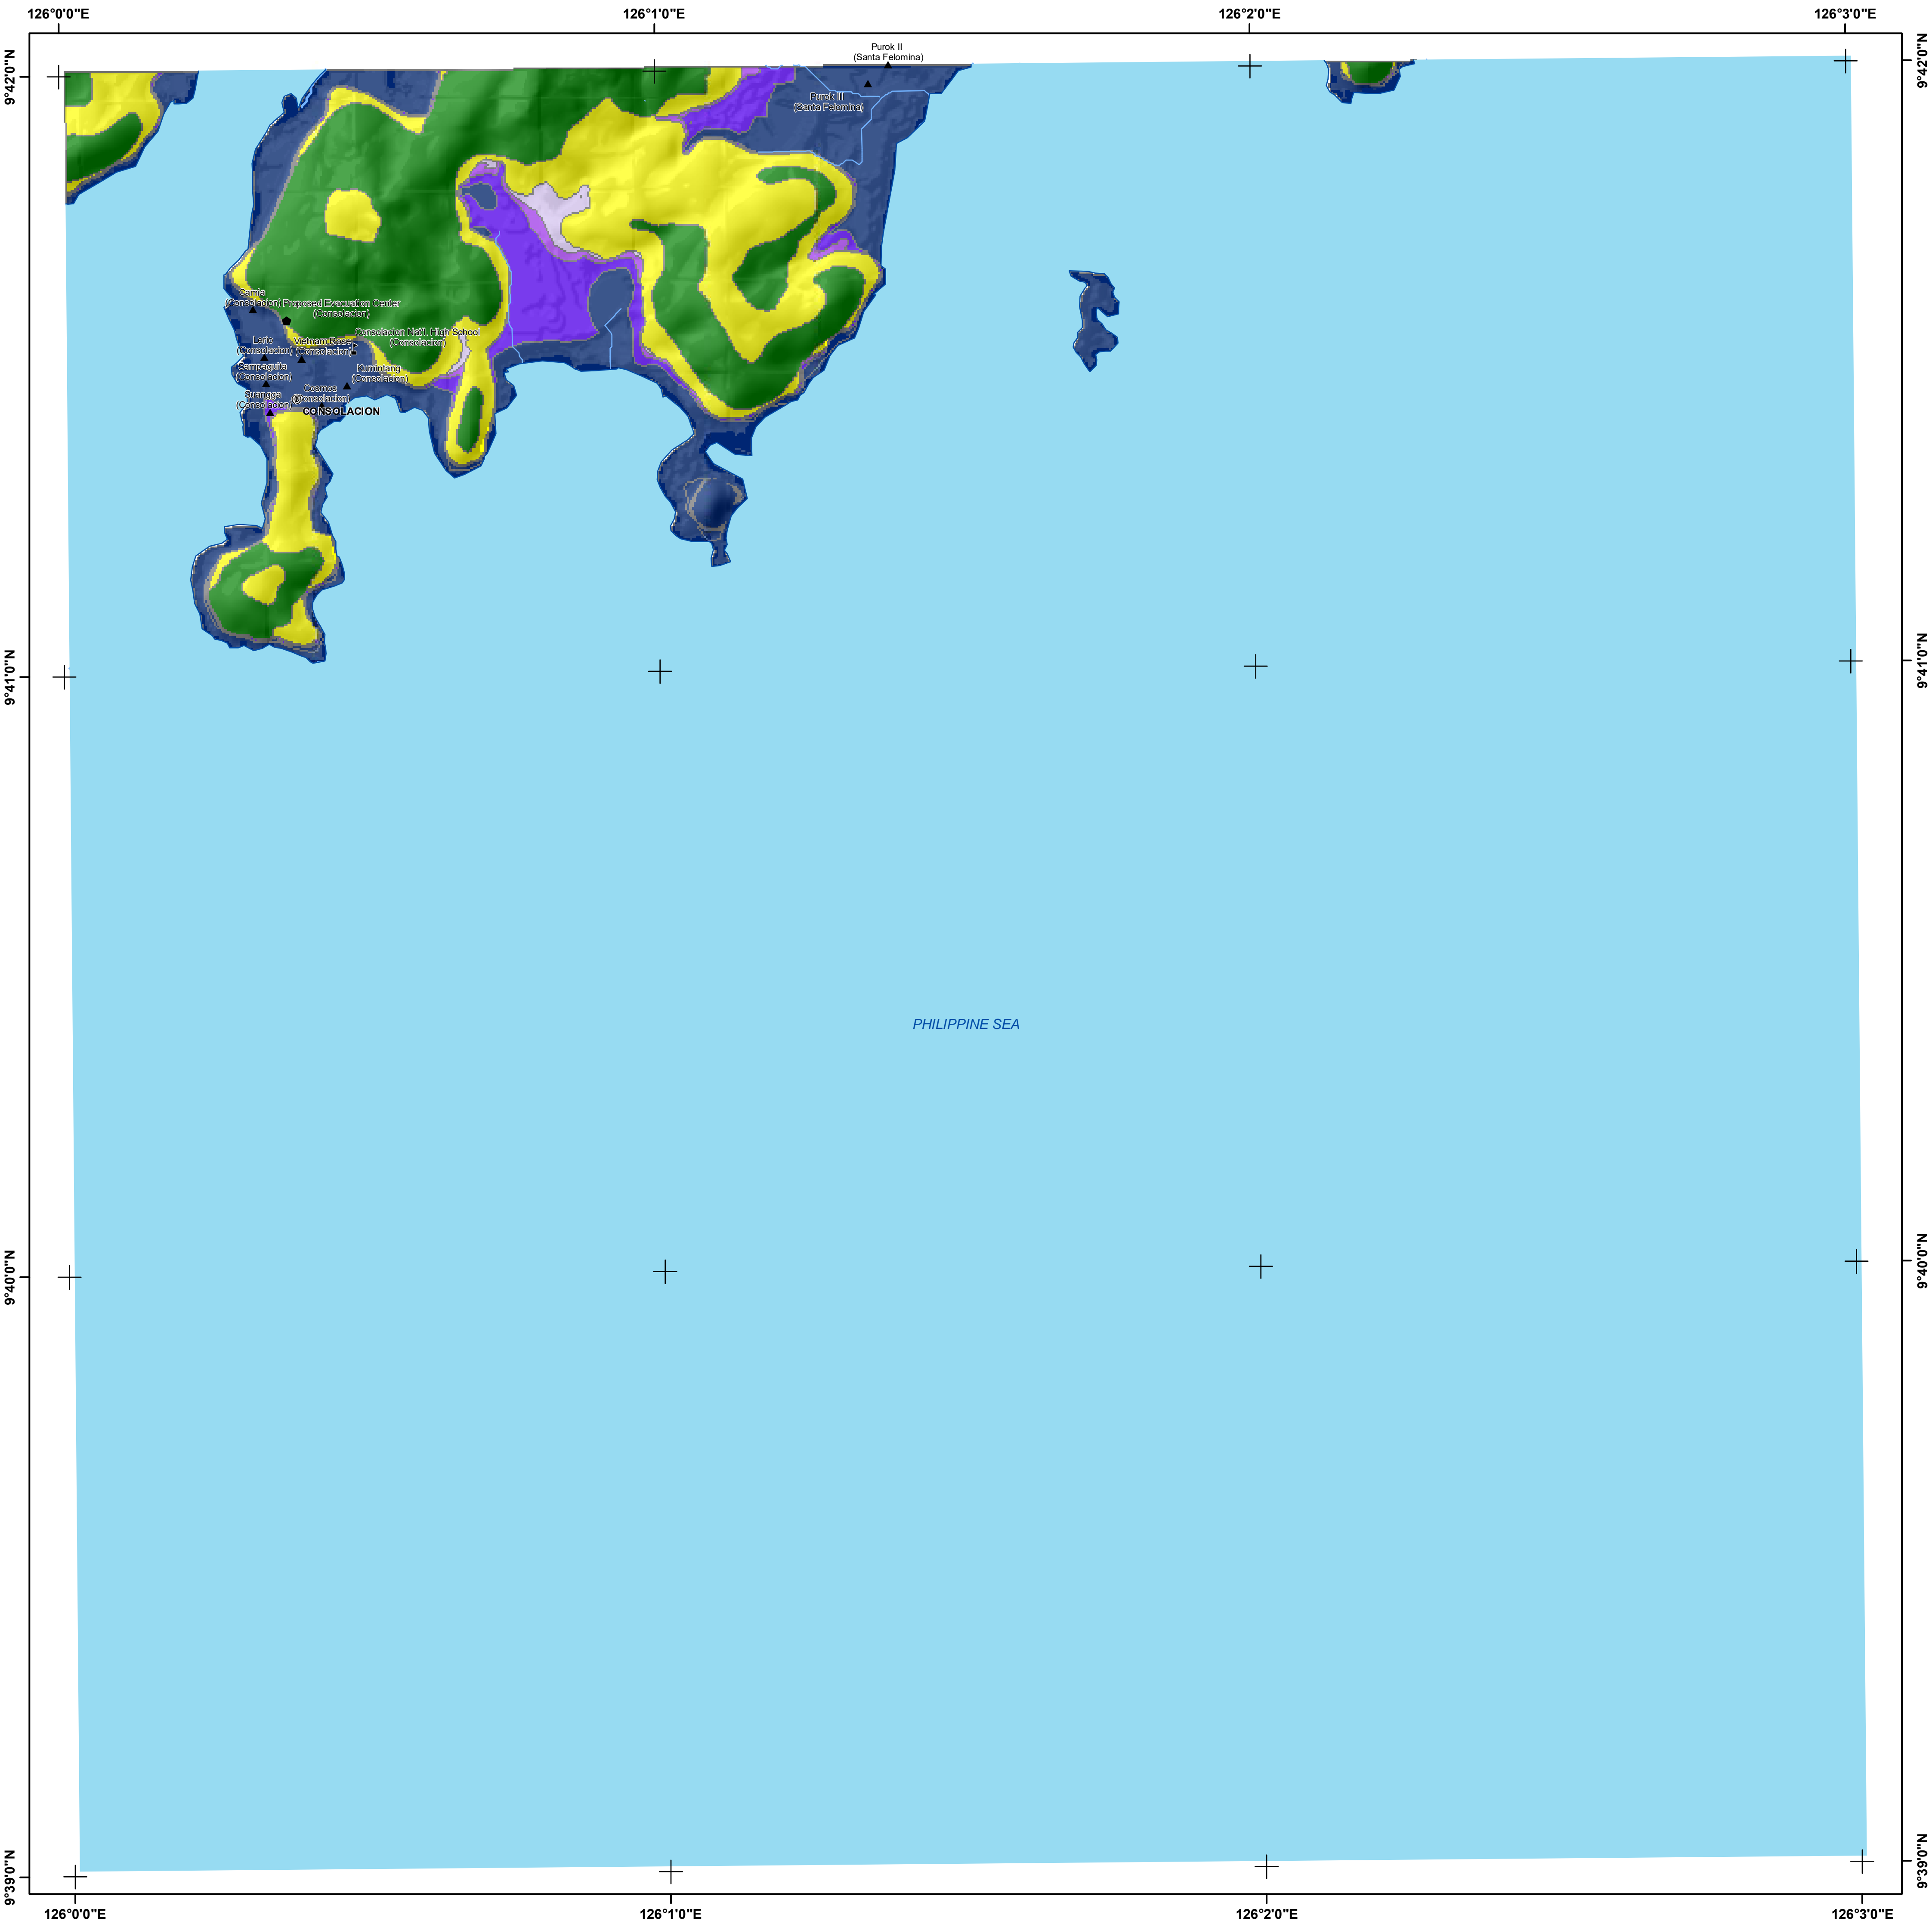 126°0'0"E 126°1'0"E 126°2'0"E 126°3'0"E
9°42'0"N
9°42'0"N
Purok II
(Santa Felomina)
Purok III
(Santa Felomina)
Samia
(Consolacion)
Proposed Evacuation Center
(Consolacion)
Consolacion Nat'l. High School
(Consolacion)
Lerio
(Consolacion)
Vietnam Rose
(Consolacion)
Sampaguita
(Consolacion)
Kumintang
(Consolacion)
Cosmos
(Consolacion)
(Consolacion)
CONSOLACION
9°41'0"N
9°41'0"N
PHILIPPINE SEA
9°40'0"N
9°40'0"N
9°39'0"N
9°39'0"N
126°0'0"E 126°1'0"E 126°2'0"E 126°3'0"E